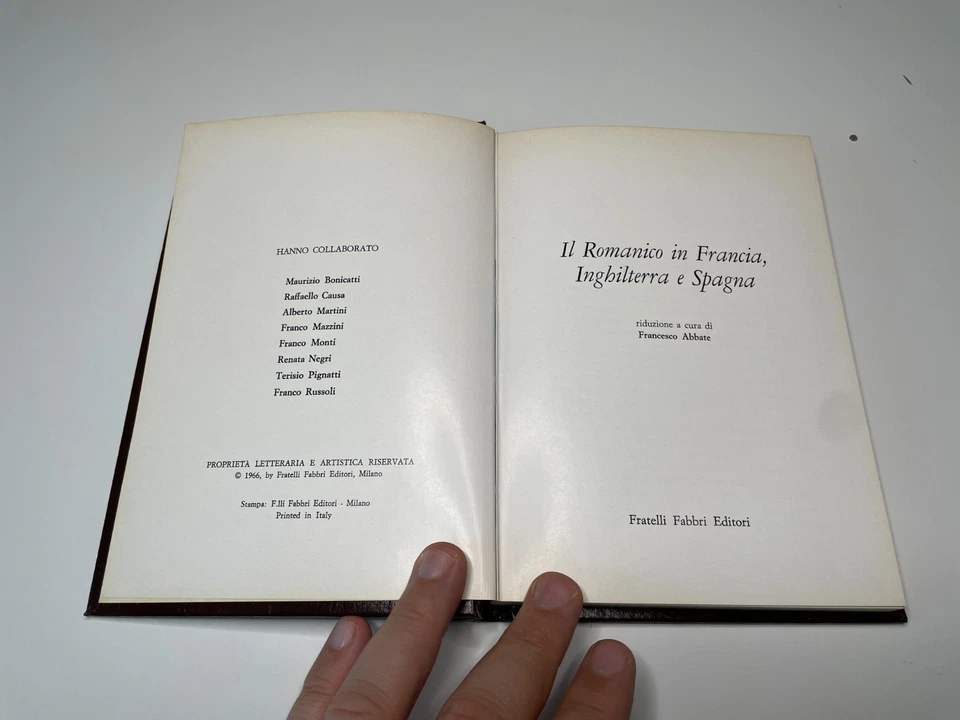 HANNO COLLABORATO
Maurizio Bonicatti
Raffaello Causa
Alberto Martini
Franco Mazzini
Franco Monti
Renata Negri
Terisio Pignatti
Franco Russoli
PROPRIETÀ LETTERARIA E ARTISTICA RISERVATA
© 1966, by Fratelli Fabbri Editori, Milano
Stampa: F.lli Fabbri Editori - Milano
Printed in Italy
Il Romanico in Francia,
Inghilterra e Spagna
riduzione a cura di
Francesco Abbate
Fratelli Fabbri Editori